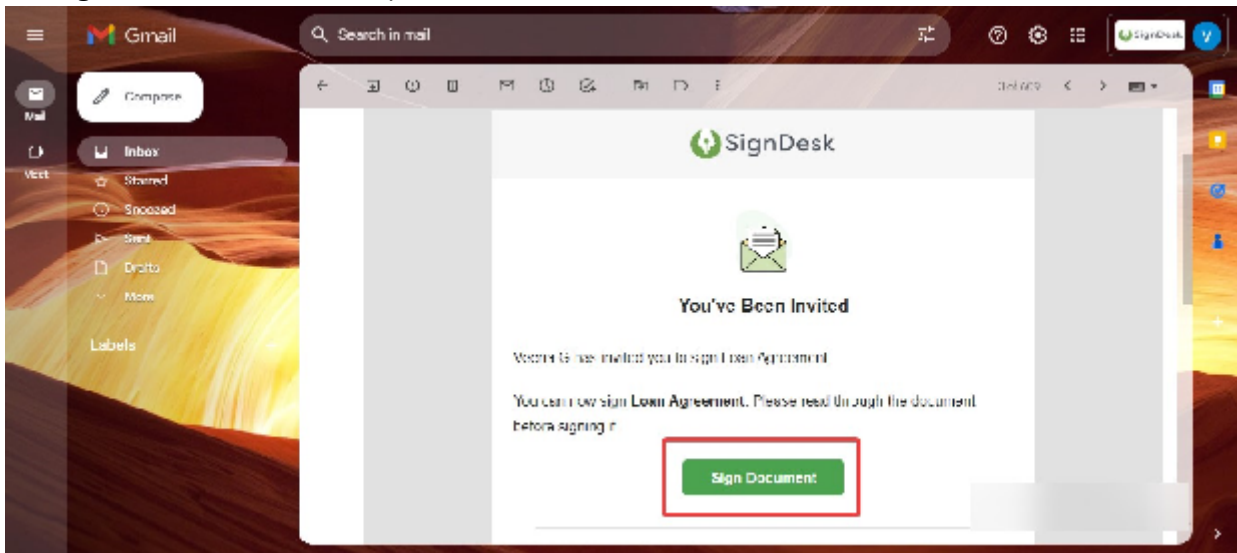 Gmail
Search in mail
SignDesk
V
Compose
Mail
Inbox
Meet
Starred
Snoozed
Sent
Drafts
More
Labels
SignDesk
You've Been Invited
G has invited you to sign Loan Agreement
You can now sign Loan Agreement. Please read through the document
before signing it
Sign Document